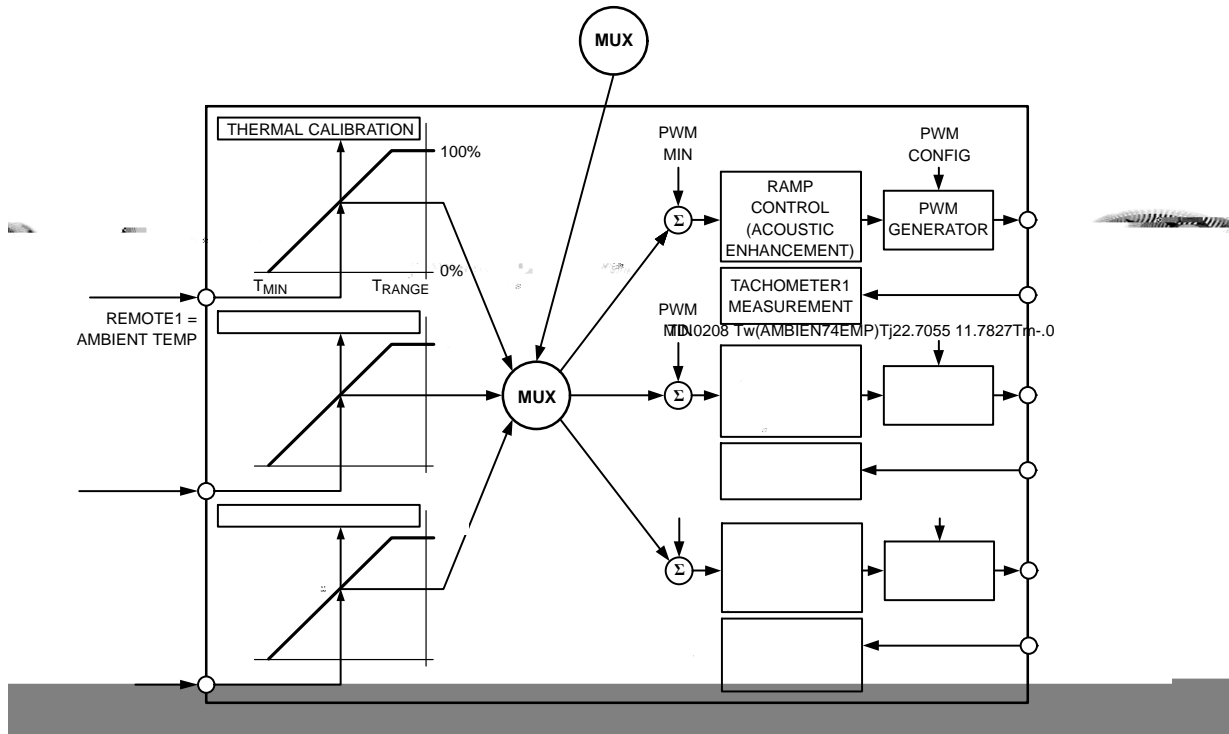 MUX
THERMAL CALIBRATION
100%
0%
TMIN
TRANGE
REMOTE1 =
AMBIENT TEMP
MUX
PWM
MIN
Σ
RAMP
CONTROL
(ACOUSTIC
ENHANCEMENT)
PWM
CONFIG
PWM
GENERATOR
TACHOMETER1
MEASUREMENT
PWM
Σ
Σ